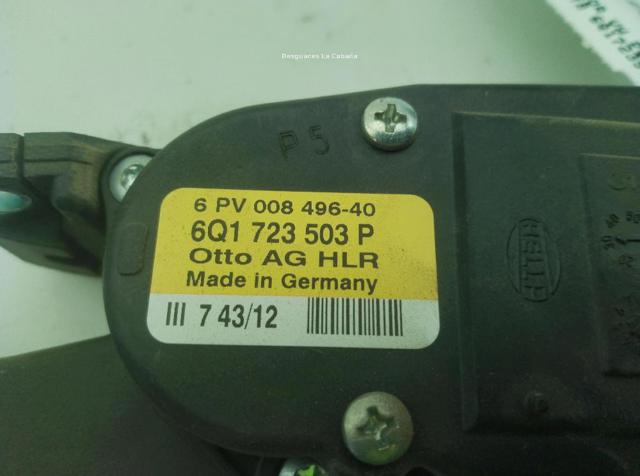 Desguaces La Cabaña
P 5
6 PV 008 496-40
6Q1 723 503 P
Otto AG HLR
Made in Germany
III 7 43/12
HELLA